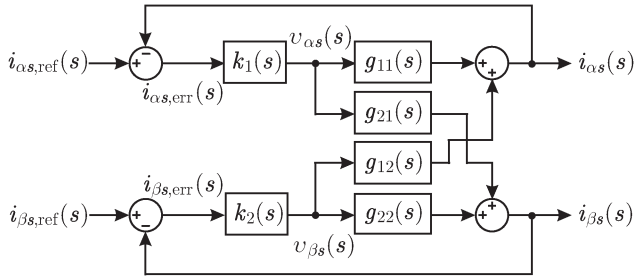 i_{αs,ref}(s)
+
−
i_{αs,err}(s)
k_1(s)
υ_{αs}(s)
g_{11}(s)
+
+
i_{αs}(s)
g_{21}(s)
g_{12}(s)
i_{βs,ref}(s)
+
−
i_{βs,err}(s)
k_2(s)
υ_{βs}(s)
g_{22}(s)
+
+
i_{βs}(s)